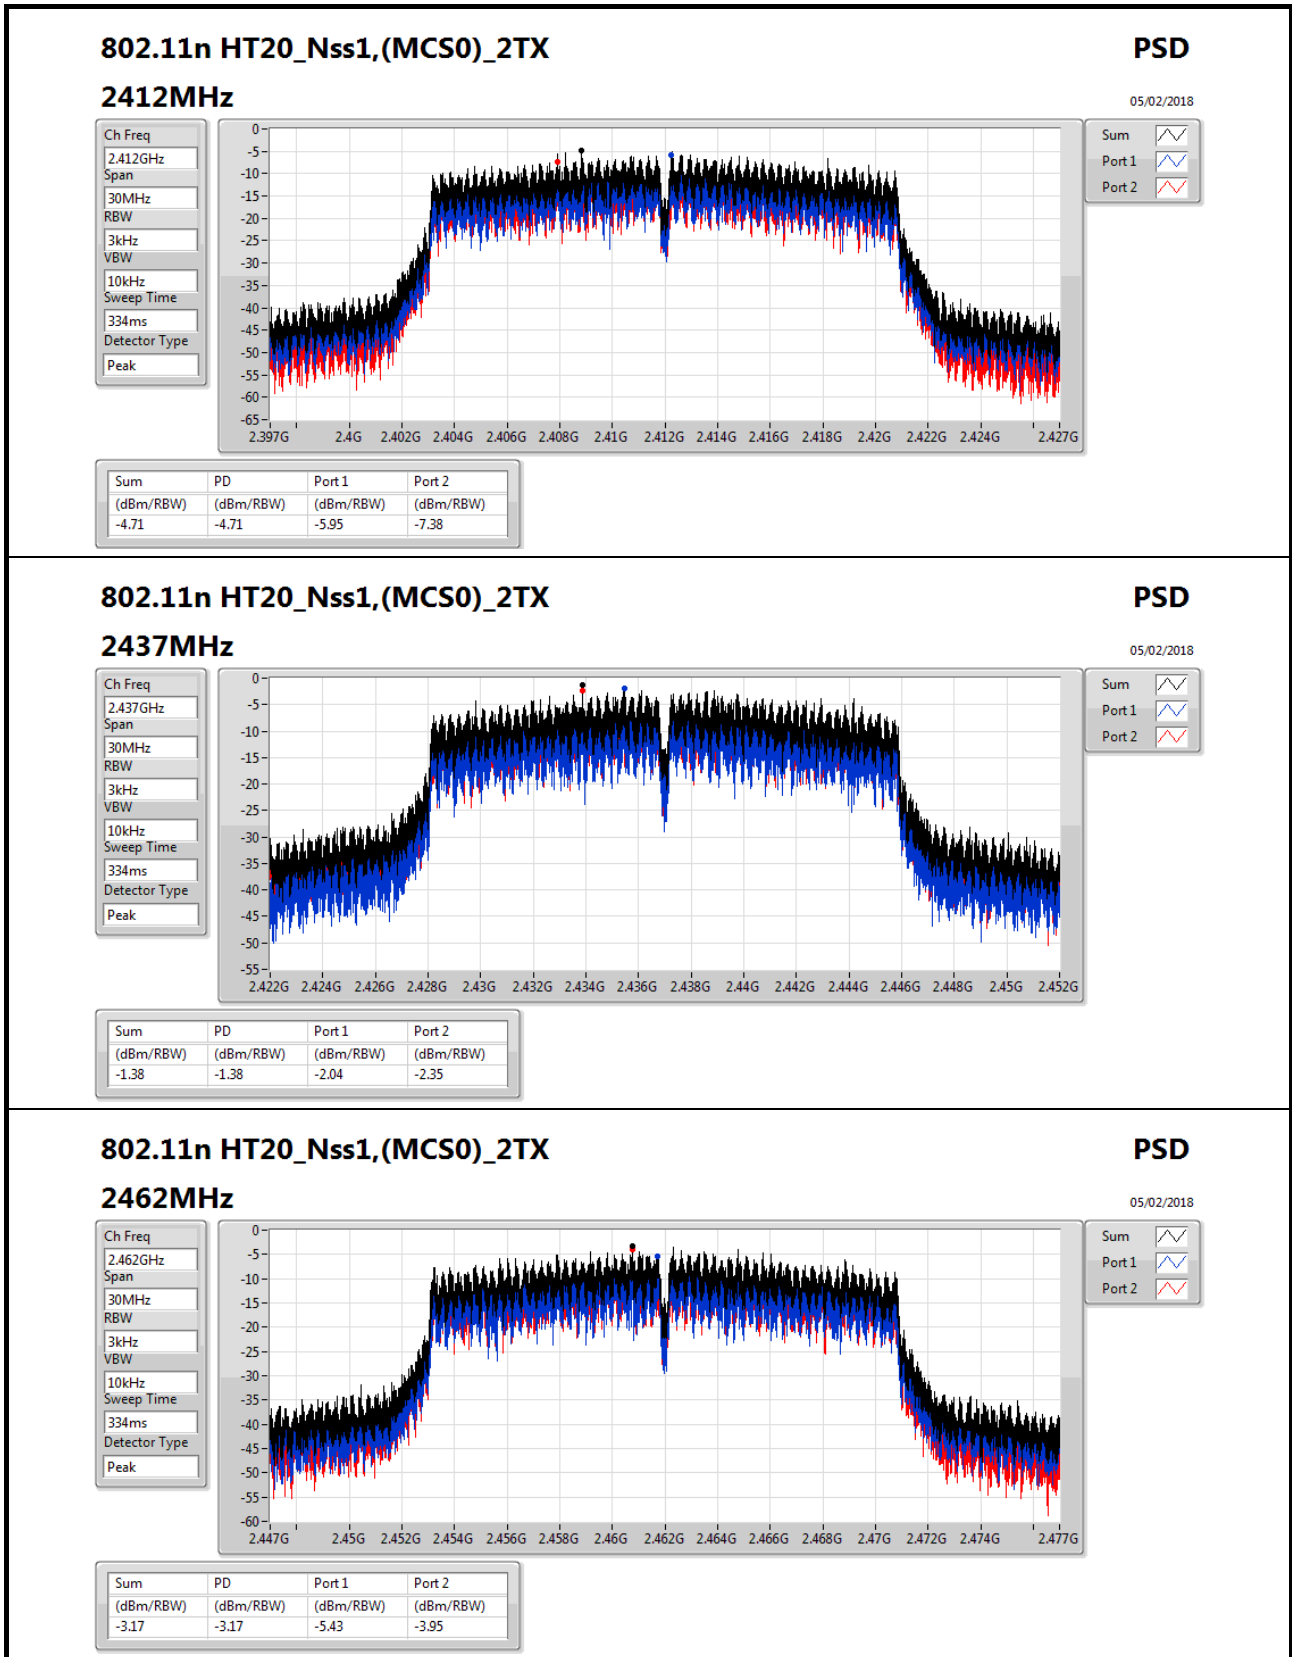 802.11n HT20_Nss1,(MCS0)_2TX PSD
2412MHz 05/02/2018
Ch Freq
2.412GHz
Span
30MHz
RBW
3kHz
VBW
10kHz
Sweep Time
334ms
Detector Type
Peak
0
-5
-10
-15
-20
-25
-30
-35
-40
-45
-50
-55
-60
-65
2.397G 2.4G 2.402G 2.404G 2.406G 2.408G 2.41G 2.412G 2.414G 2.416G 2.418G 2.42G 2.422G 2.424G 2.427G
Sum
Port 1
Port 2
Sum PD Port 1 Port 2
(dBm/RBW) (dBm/RBW) (dBm/RBW) (dBm/RBW)
-4.71 -4.71 -5.95 -7.38
802.11n HT20_Nss1,(MCS0)_2TX PSD
2437MHz 05/02/2018
Ch Freq
2.437GHz
Span
30MHz
RBW
3kHz
VBW
10kHz
Sweep Time
334ms
Detector Type
Peak
0
-5
-10
-15
-20
-25
-30
-35
-40
-45
-50
-55
2.422G 2.424G 2.426G 2.428G 2.43G 2.432G 2.434G 2.436G 2.438G 2.44G 2.442G 2.444G 2.446G 2.448G 2.45G 2.452G
Sum
Port 1
Port 2
Sum PD Port 1 Port 2
(dBm/RBW) (dBm/RBW) (dBm/RBW) (dBm/RBW)
-1.38 -1.38 -2.04 -2.35
802.11n HT20_Nss1,(MCS0)_2TX PSD
2462MHz 05/02/2018
Ch Freq
2.462GHz
Span
30MHz
RBW
3kHz
VBW
10kHz
Sweep Time
334ms
Detector Type
Peak
0
-5
-10
-15
-20
-25
-30
-35
-40
-45
-50
-55
-60
2.447G 2.45G 2.452G 2.454G 2.456G 2.458G 2.46G 2.462G 2.464G 2.466G 2.468G 2.47G 2.472G 2.474G 2.477G
Sum
Port 1
Port 2
Sum PD Port 1 Port 2
(dBm/RBW) (dBm/RBW) (dBm/RBW) (dBm/RBW)
-3.17 -3.17 -5.43 -3.95